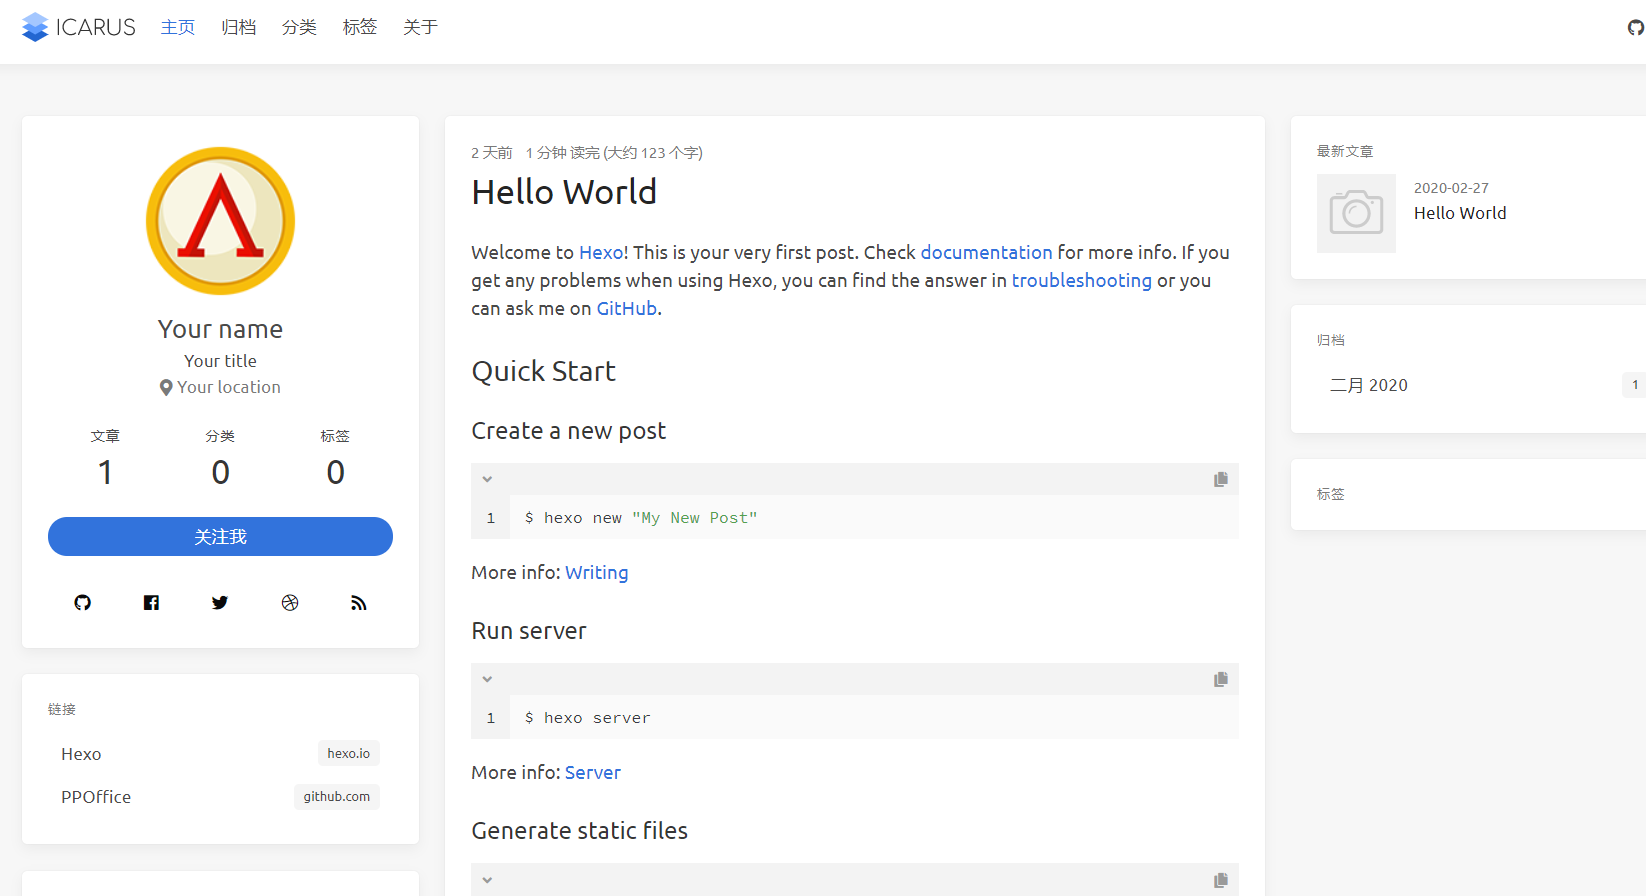 ICARUS 主页 归档 分类 标签 关于
Your name
Your title
Your location
文章 分类 标签
1 0 0
关注我
链接
Hexo hexo.io
PPOffice github.com
2 天前 1 分钟 读完 (大约 123 个字)
Hello World
Welcome to Hexo! This is your very first post. Check documentation for more info. If you
get any problems when using Hexo, you can find the answer in troubleshooting or you
can ask me on GitHub.
Quick Start
Create a new post
1 $ hexo new "My New Post"
More info: Writing
Run server
1 $ hexo server
More info: Server
Generate static files
最新文章
2020-02-27
Hello World
归档
二月 2020 1
标签